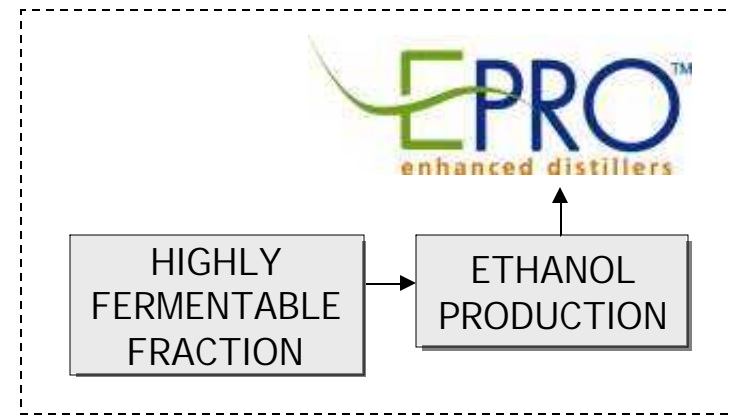 EPRO™
enhanced distillers
HIGHLY
FERMENTABLE
FRACTION
ETHANOL
PRODUCTION